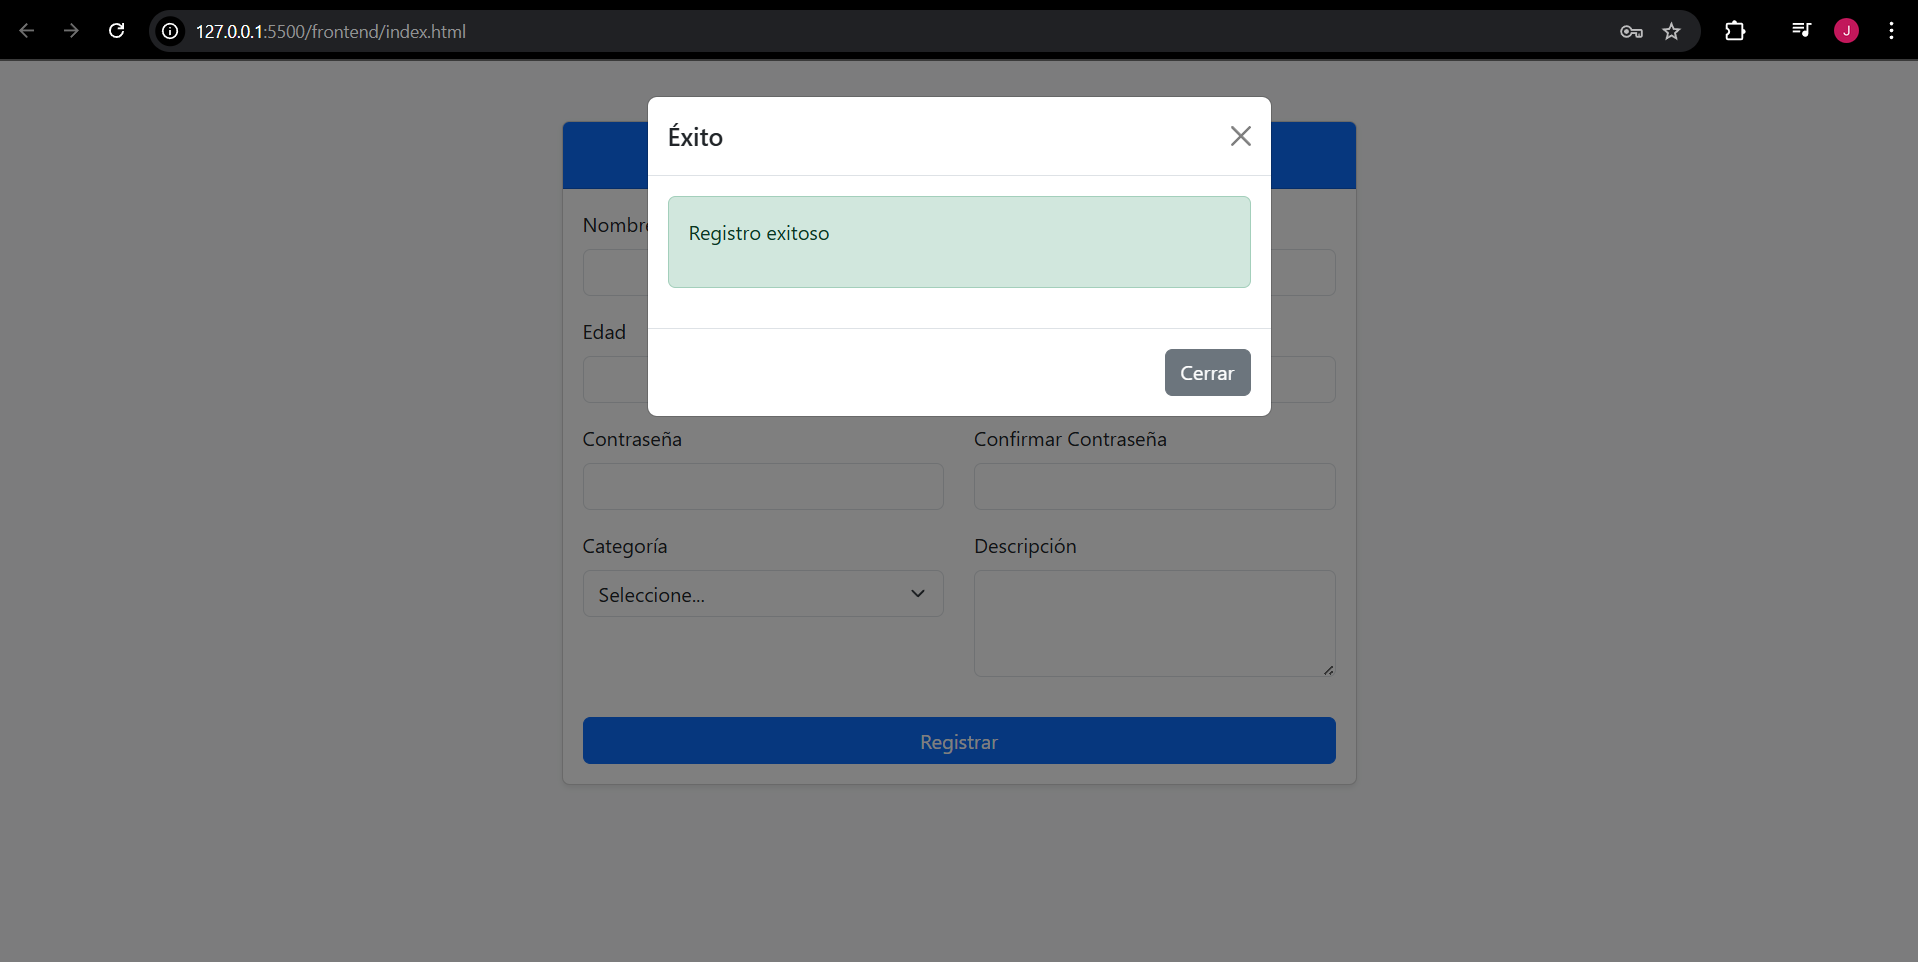 127.0.0.1:5500/frontend/index.html
J
Éxito
Registro exitoso
Cerrar
Edad
Contraseña
Confirmar Contraseña
Categoría
Descripción
Seleccione...
Registrar